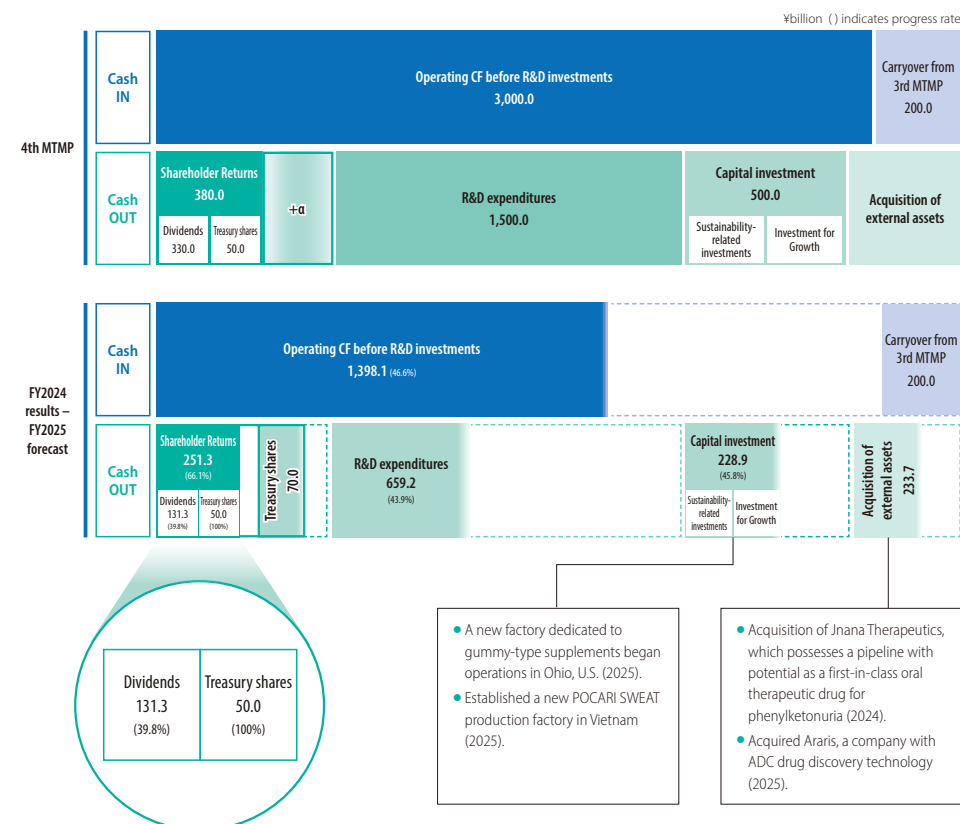 ¥billion ( ) indicates progress rate
4th MTMP
Cash
IN
Operating CF before R&D investments
3,000.0
Carryover from
3rd MTMP
200.0
Cash
OUT
Shareholder Returns
380.0
Dividends
330.0
Treasury shares
50.0
+α
R&D expenditures
1,500.0
Capital investment
500.0
Sustainability-
related
investments
Investment for
Growth
Acquisition of
external assets
FY2024
results –
FY2025
forecast
Cash
IN
Operating CF before R&D investments
1,398.1 (46.6%)
Carryover from
3rd MTMP
200.0
Cash
OUT
Shareholder Returns
251.3
(66.1%)
Dividends
131.3
(39.8%)
Treasury shares
50.0
(100%)
Treasury shares
70.0
R&D expenditures
659.2
(43.9%)
Capital investment
228.9
(45.8%)
Sustainability-
related
investments
Investment
for Growth
Acquisition of
external assets
233.7
Dividends
131.3
(39.8%)
Treasury shares
50.0
(100%)
• A new factory dedicated to
gummy-type supplements began
operations in Ohio, U.S. (2025).
• Established a new POCARI SWEAT
production factory in Vietnam
(2025).
• Acquisition of Jnana Therapeutics,
which possesses a pipeline with
potential as a first-in-class oral
therapeutic drug for
phenylketonuria (2024).
• Acquired Araris, a company with
ADC drug discovery technology
(2025).